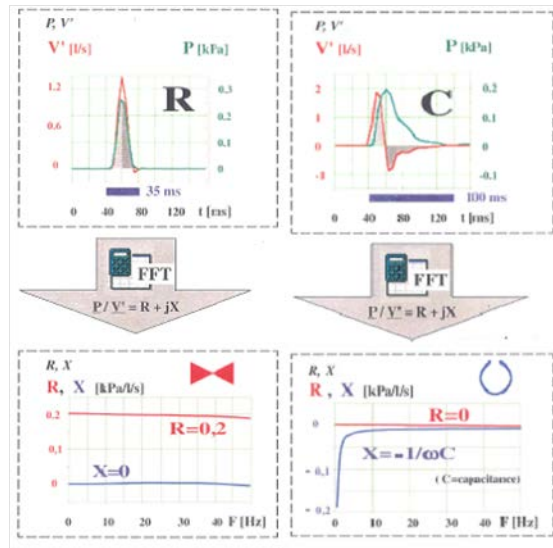 P, V'
V' [l/s] P [kPa]
1.2
0.6
0
0.3
0.2
0.1
0
R
35 ms
0 40 80 120 t [ms]
P, V'
V' [l/s] P [kPa]
2
1
0
-1
0.2
0.1
0
-0.1
C
100 ms
0 40 80 120 t [ms]
FFT
P / V' = R + jX
FFT
P / V' = R + jX
R, X
R, X [kPa/l/s]
0.2
0,1
0
R=0,2
X=0
0 10 20 30 40 F [Hz]
R, X
R, X [kPa/l/s]
0
- 0,1
- 0,2
R=0
X=-1/ωC
( C=capacitance)
0 10 20 30 40 F [Hz]